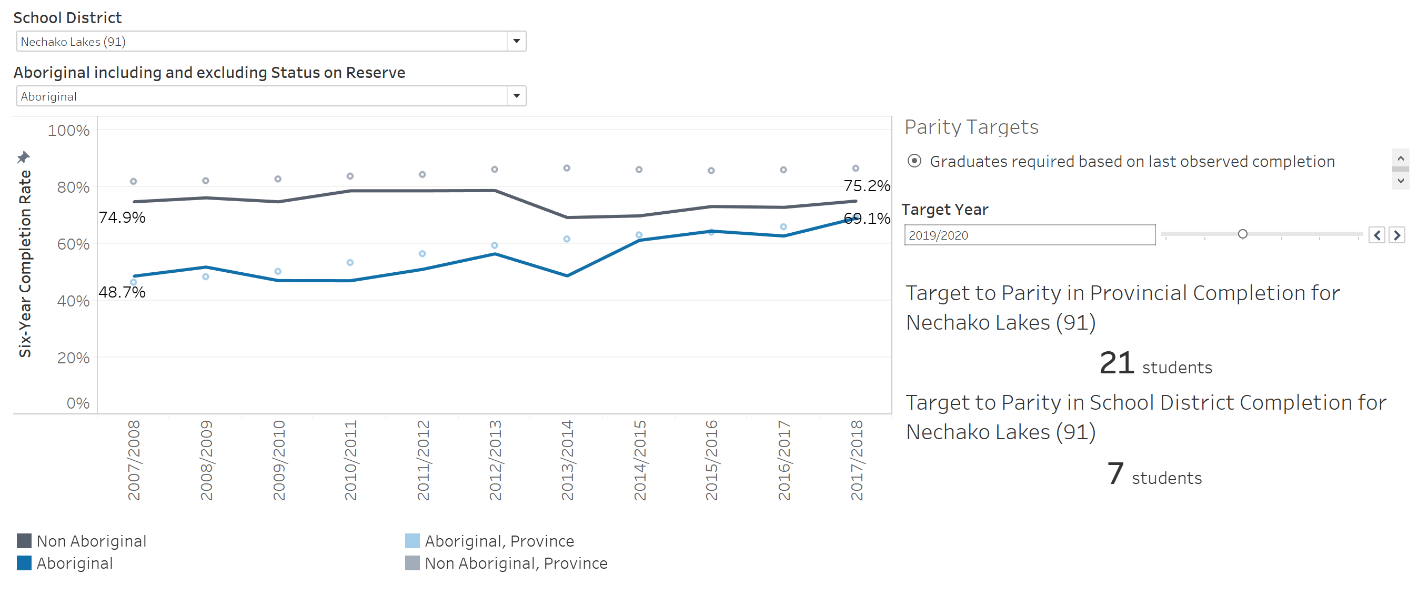 School District
Nechako Lakes (91)
Aboriginal including and excluding Status on Reserve
Aboriginal
Six-Year Completion Rate
100%
80%
60%
40%
20%
0%
74.9%
48.7%
75.2%
69.1%
2007/2008
2008/2009
2009/2010
2010/2011
2011/2012
2012/2013
2013/2014
2014/2015
2015/2016
2016/2017
2017/2018
Non Aboriginal
Aboriginal
Aboriginal, Province
Non Aboriginal, Province
Parity Targets
Graduates required based on last observed completion
Target Year
2019/2020
Target to Parity in Provincial Completion for
Nechako Lakes (91)
21 students
Target to Parity in School District Completion for
Nechako Lakes (91)
7 students